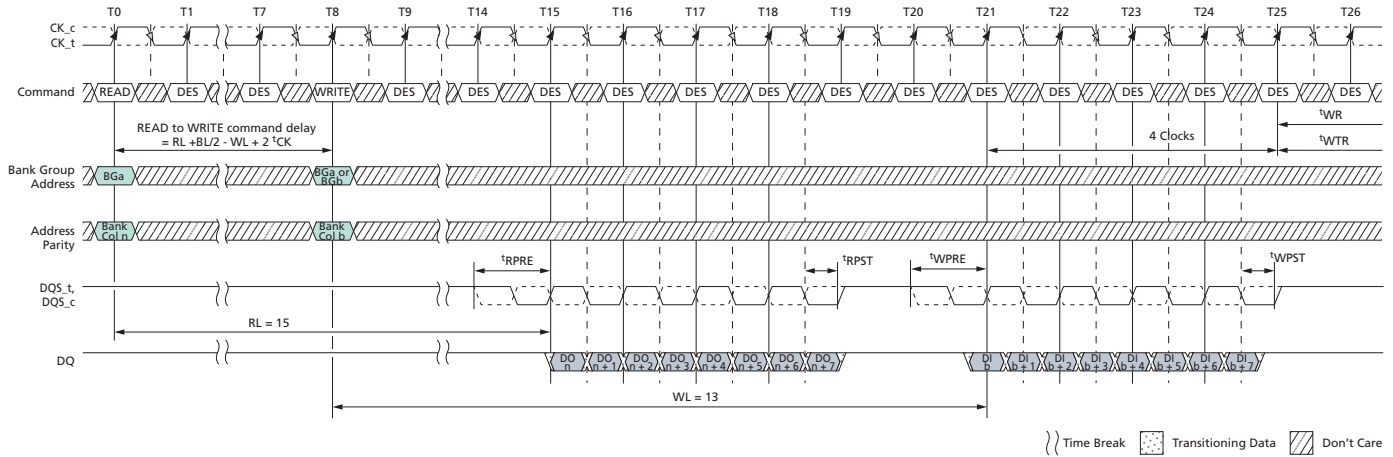 T0 T1 T7 T8 T9 T14 T15 T16 T17 T18 T19 T20 T21 T22 T23 T24 T25 T26
CK_c
CK_t
Command READ DES DES WRITE DES DES DES DES DES DES DES DES DES DES DES DES DES DES
tWR
READ to WRITE command delay
= RL +BL/2 - WL + 2 tCK
4 Clocks
tWTR
Bank Group
Address
BGa
BGa or
BGb
Address
Parity
Bank
Col n
Bank
Col b
tRPRE tRPST tWPRE tWPST
DQS_t,
DQS_c
RL = 15
DQ
DO
n
DO
n + 1
DO
n + 2
DO
n + 3
DO
n + 4
DO
n + 5
DO
n + 6
DO
n + 7
DI
b
DI
b + 1
DI
b + 2
DI
b + 3
DI
b + 4
DI
b + 5
DI
b + 6
DI
b + 7
WL = 13
Time Break Transitioning Data Don't Care